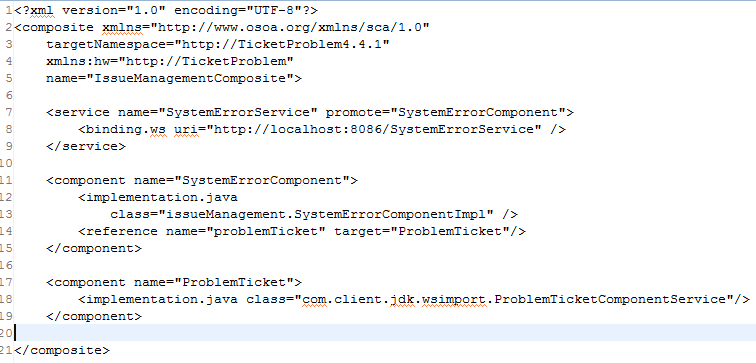 1<?xml version="1.0" encoding="UTF-8"?>
2<composite xmlns="http://www.osoa.org/xmlns/sca/1.0"
3    targetNamespace="http://TicketProblem4.4.1"
4    xmlns:hw="http://TicketProblem"
5    name="IssueManagementComposite">
6
7    <service name="SystemErrorService" promote="SystemErrorComponent">
8        <binding.ws uri="http://localhost:8086/SystemErrorService" />
9    </service>
10
11    <component name="SystemErrorComponent">
12        <implementation.java
13            class="issueManagement.SystemErrorComponentImpl" />
14        <reference name="problemTicket" target="ProblemTicket"/>
15    </component>
16
17    <component name="ProblemTicket">
18        <implementation.java class="com.client.jdk.wsimport.ProblemTicketComponentService"/>
19    </component>
20
21</composite>